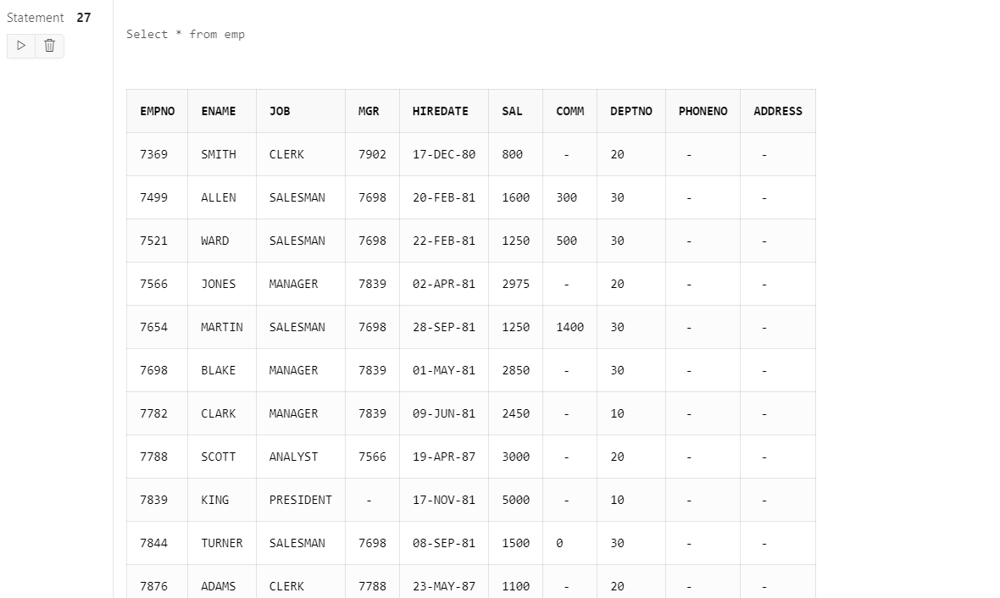 Statement 27
Select * from emp
EMPNO ENAME JOB MGR HIREDATE SAL COMM DEPTNO PHONENO ADDRESS
7369 SMITH CLERK 7902 17-DEC-80 800 - 20 - -
7499 ALLEN SALESMAN 7698 20-FEB-81 1600 300 30 - -
7521 WARD SALESMAN 7698 22-FEB-81 1250 500 30 - -
7566 JONES MANAGER 7839 02-APR-81 2975 - 20 - -
7654 MARTIN SALESMAN 7698 28-SEP-81 1250 1400 30 - -
7698 BLAKE MANAGER 7839 01-MAY-81 2850 - 30 - -
7782 CLARK MANAGER 7839 09-JUN-81 2450 - 10 - -
7788 SCOTT ANALYST 7566 19-APR-87 3000 - 20 - -
7839 KING PRESIDENT - 17-NOV-81 5000 - 10 - -
7844 TURNER SALESMAN 7698 08-SEP-81 1500 0 30 - -
7876 ADAMS CLERK 7788 23-MAY-87 1100 - 20 - -